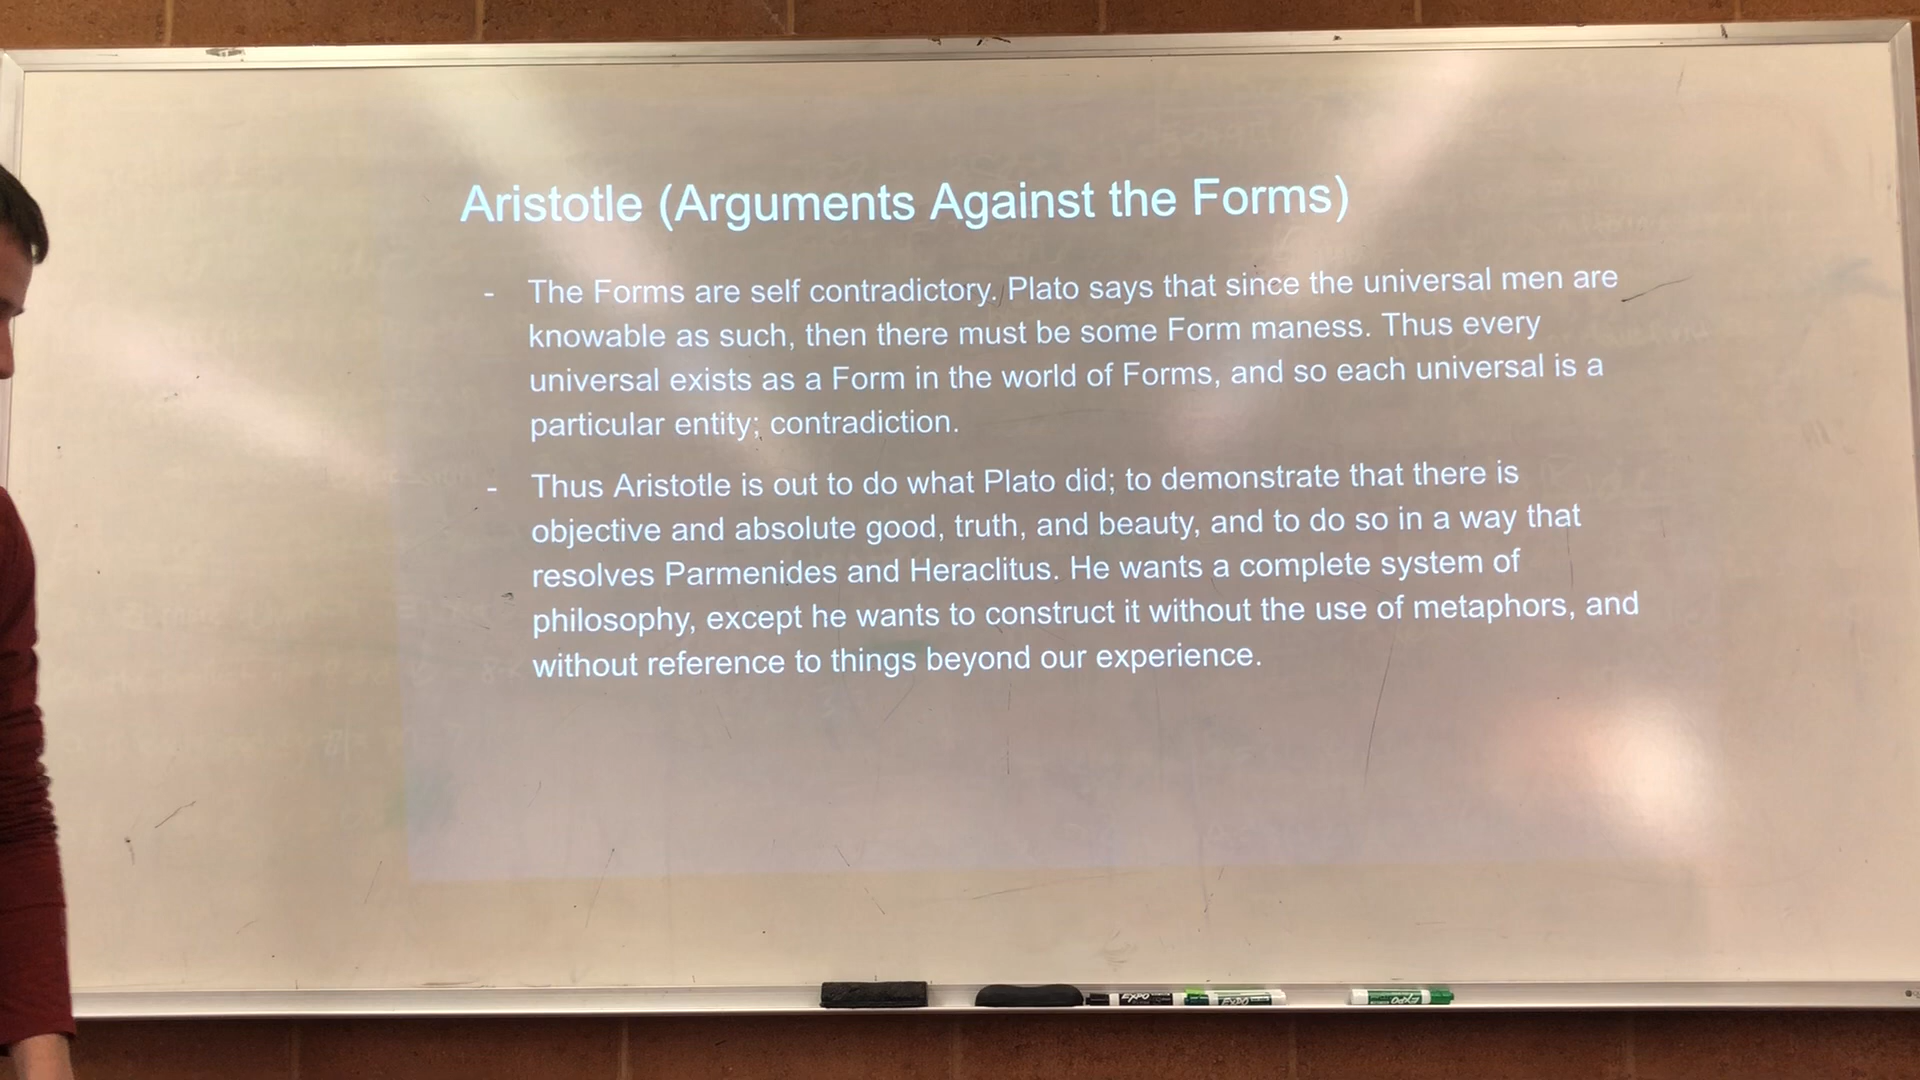 Aristotle (Arguments Against the Forms)
- The Forms are self contradictory. Plato says that since the universal men are
knowable as such, then there must be some Form maness. Thus every
universal exists as a Form in the world of Forms, and so each universal is a
particular entity; contradiction.
- Thus Aristotle is out to do what Plato did; to demonstrate that there is
objective and absolute good, truth, and beauty, and to do so in a way that
resolves Parmenides and Heraclitus. He wants a complete system of
philosophy, except he wants to construct it without the use of metaphors, and
without reference to things beyond our experience.
EXPO
EXPO
EXPO